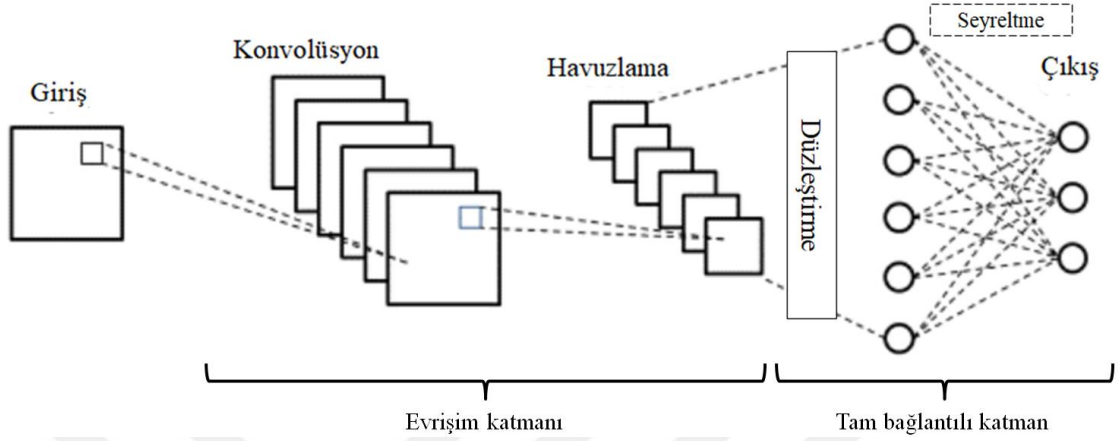 Giriş
Konvolüsyon
Havuzlama
Düzleştirme
Seyreltme
Çıkış
Evrişim katmanı
Tam bağlantılı katman